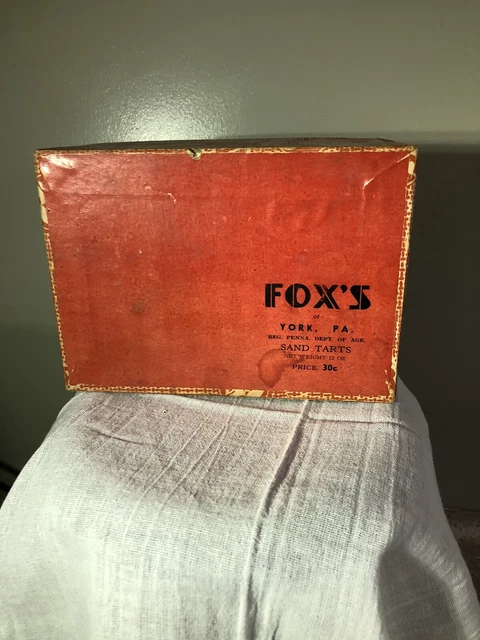 FOX'S
of
YORK, PA.
REG. PENNA. DEPT. OF AGR.
SAND TARTS
NET WEIGHT 12 OZ.
PRICE 30c